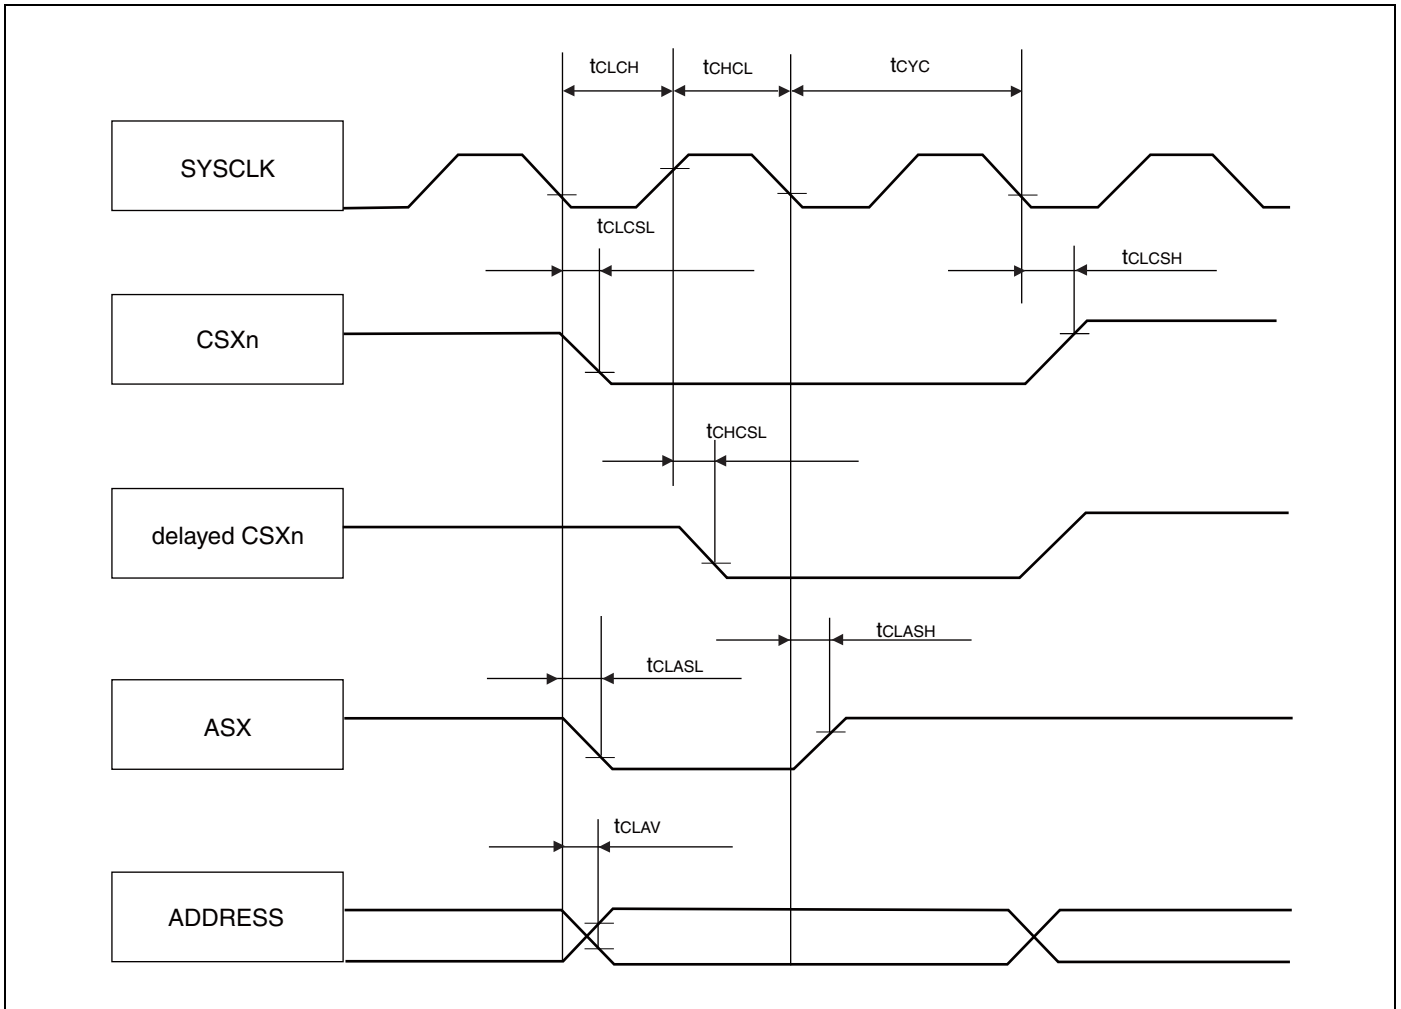 tCLCH
tCHCL
tCYC
SYSCLK
tCLCSL
tCLCSH
CSXn
tCHCSL
delayed CSXn
tCLASH
tCLASL
ASX
tCLAV
ADDRESS